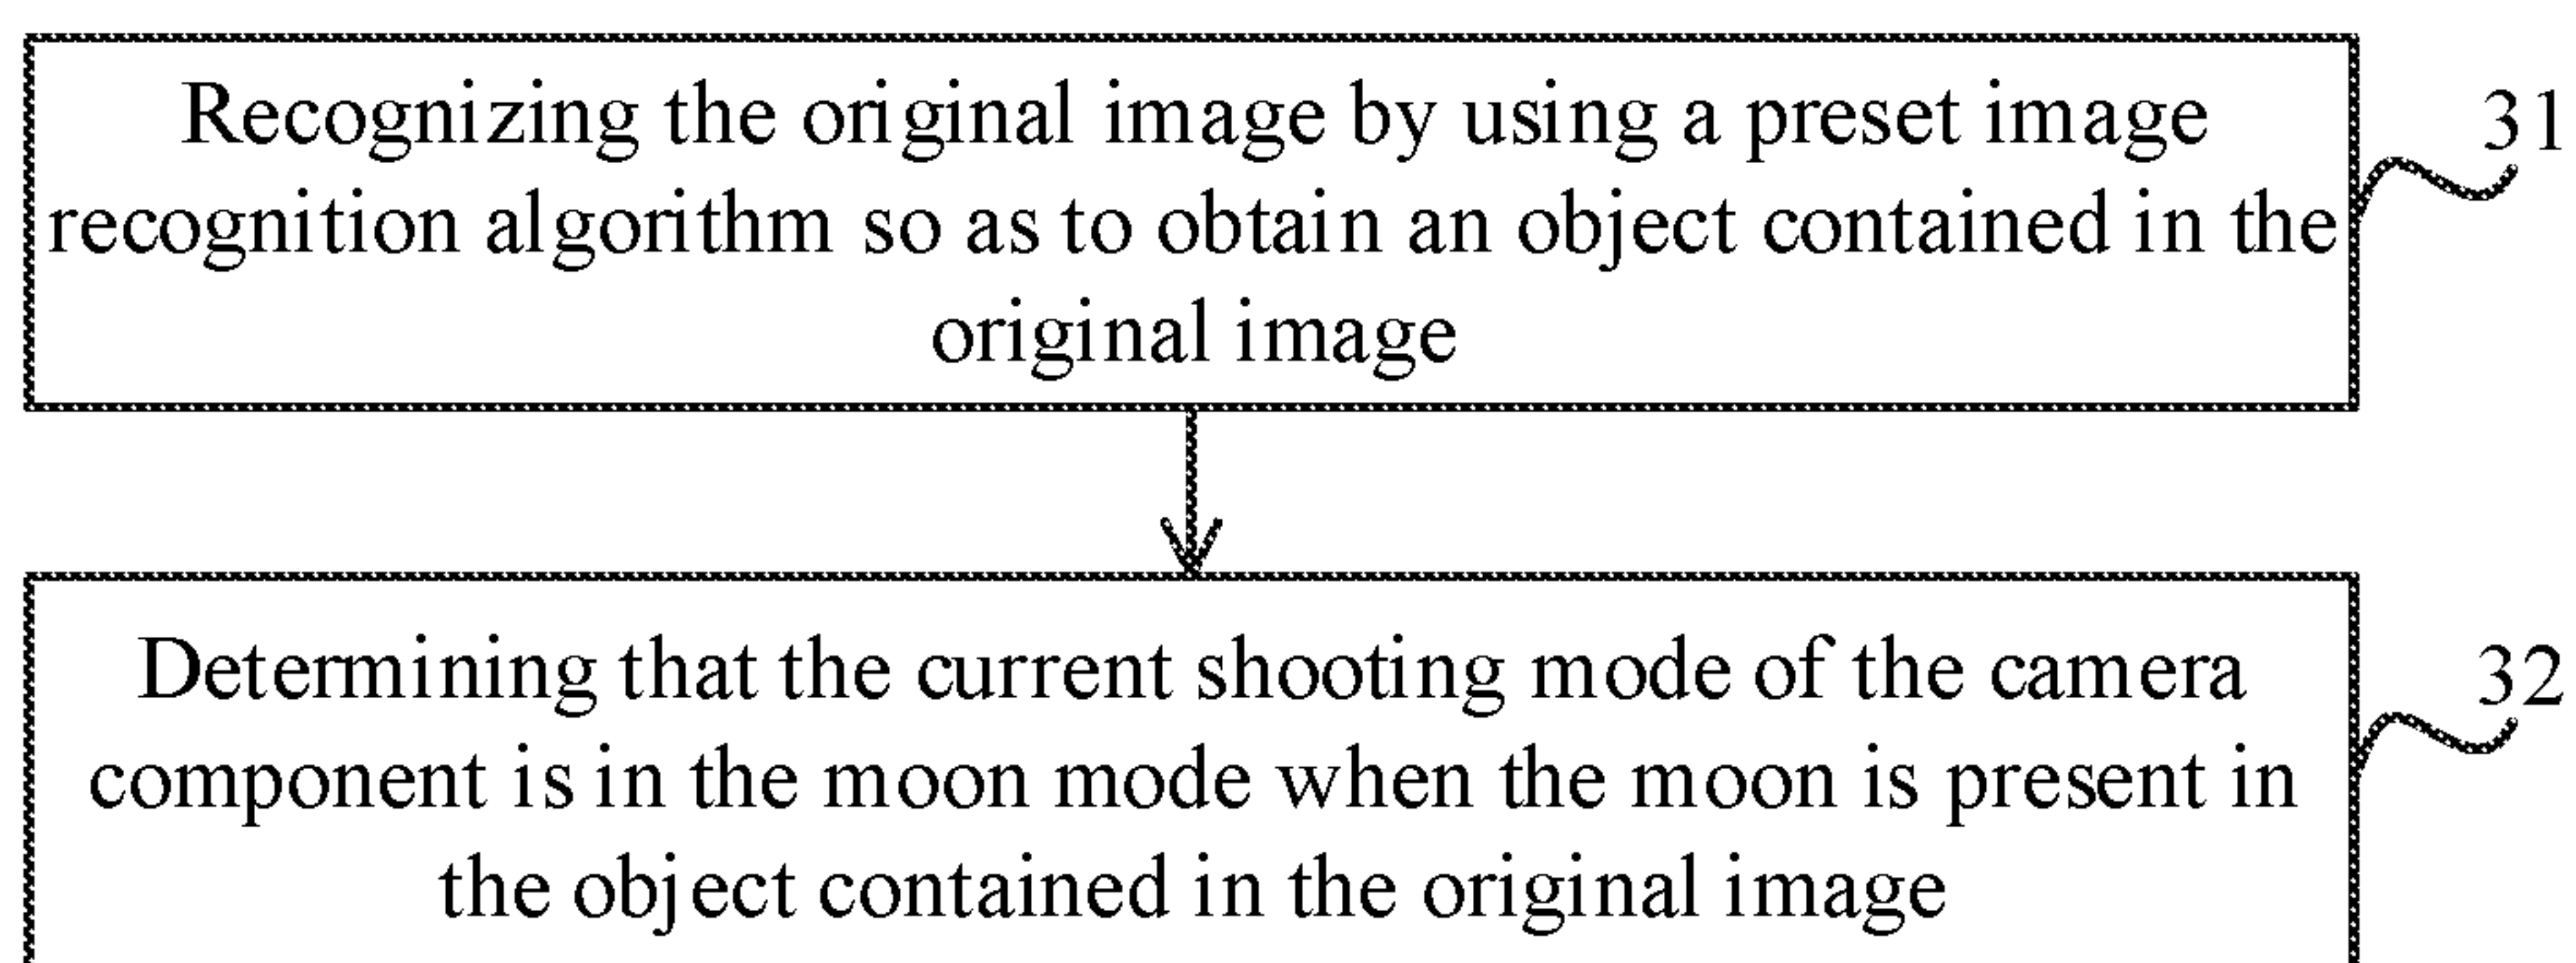 Recognizing the original image by using a preset image
recognition algorithm so as to obtain an object contained in the
original image
31
Determining that the current shooting mode of the camera
component is in the moon mode when the moon is present in
the object contained in the original image
32